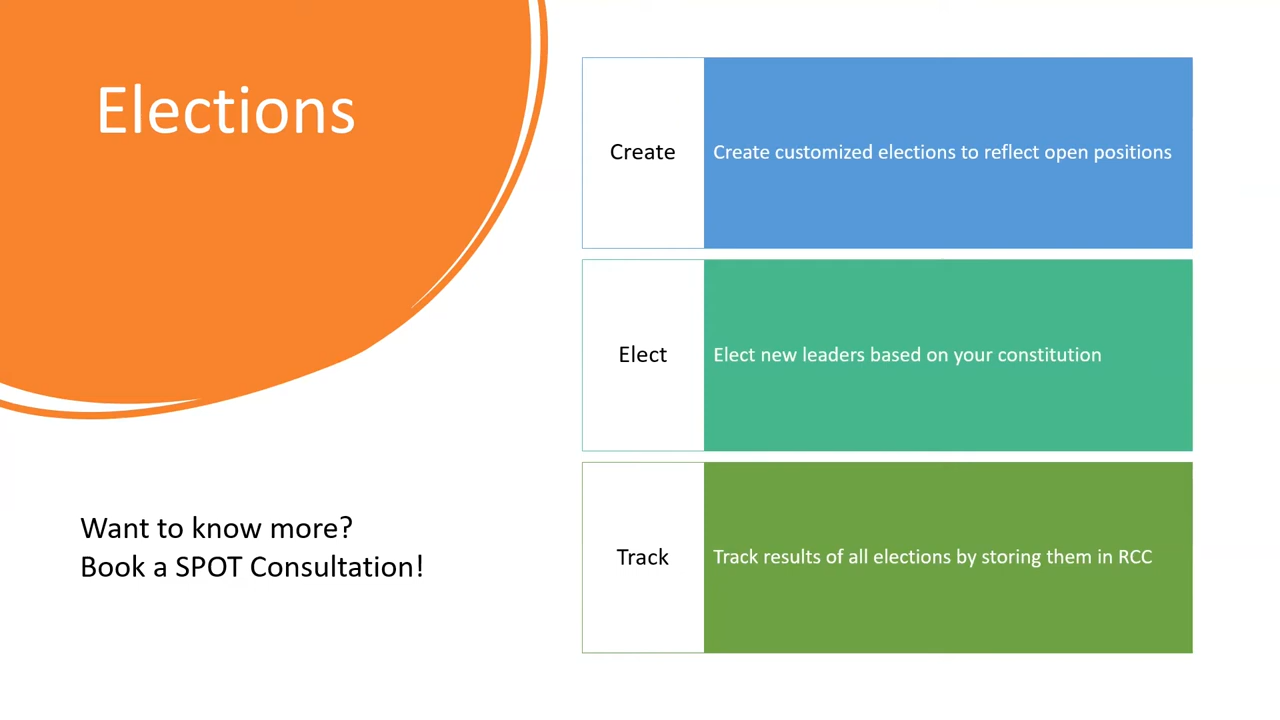 Elections
Create
Create customized elections to reflect open positions
Elect
Elect new leaders based on your constitution
Track
Track results of all elections by storing them in RCC
Want to know more?
Book a SPOT Consultation!